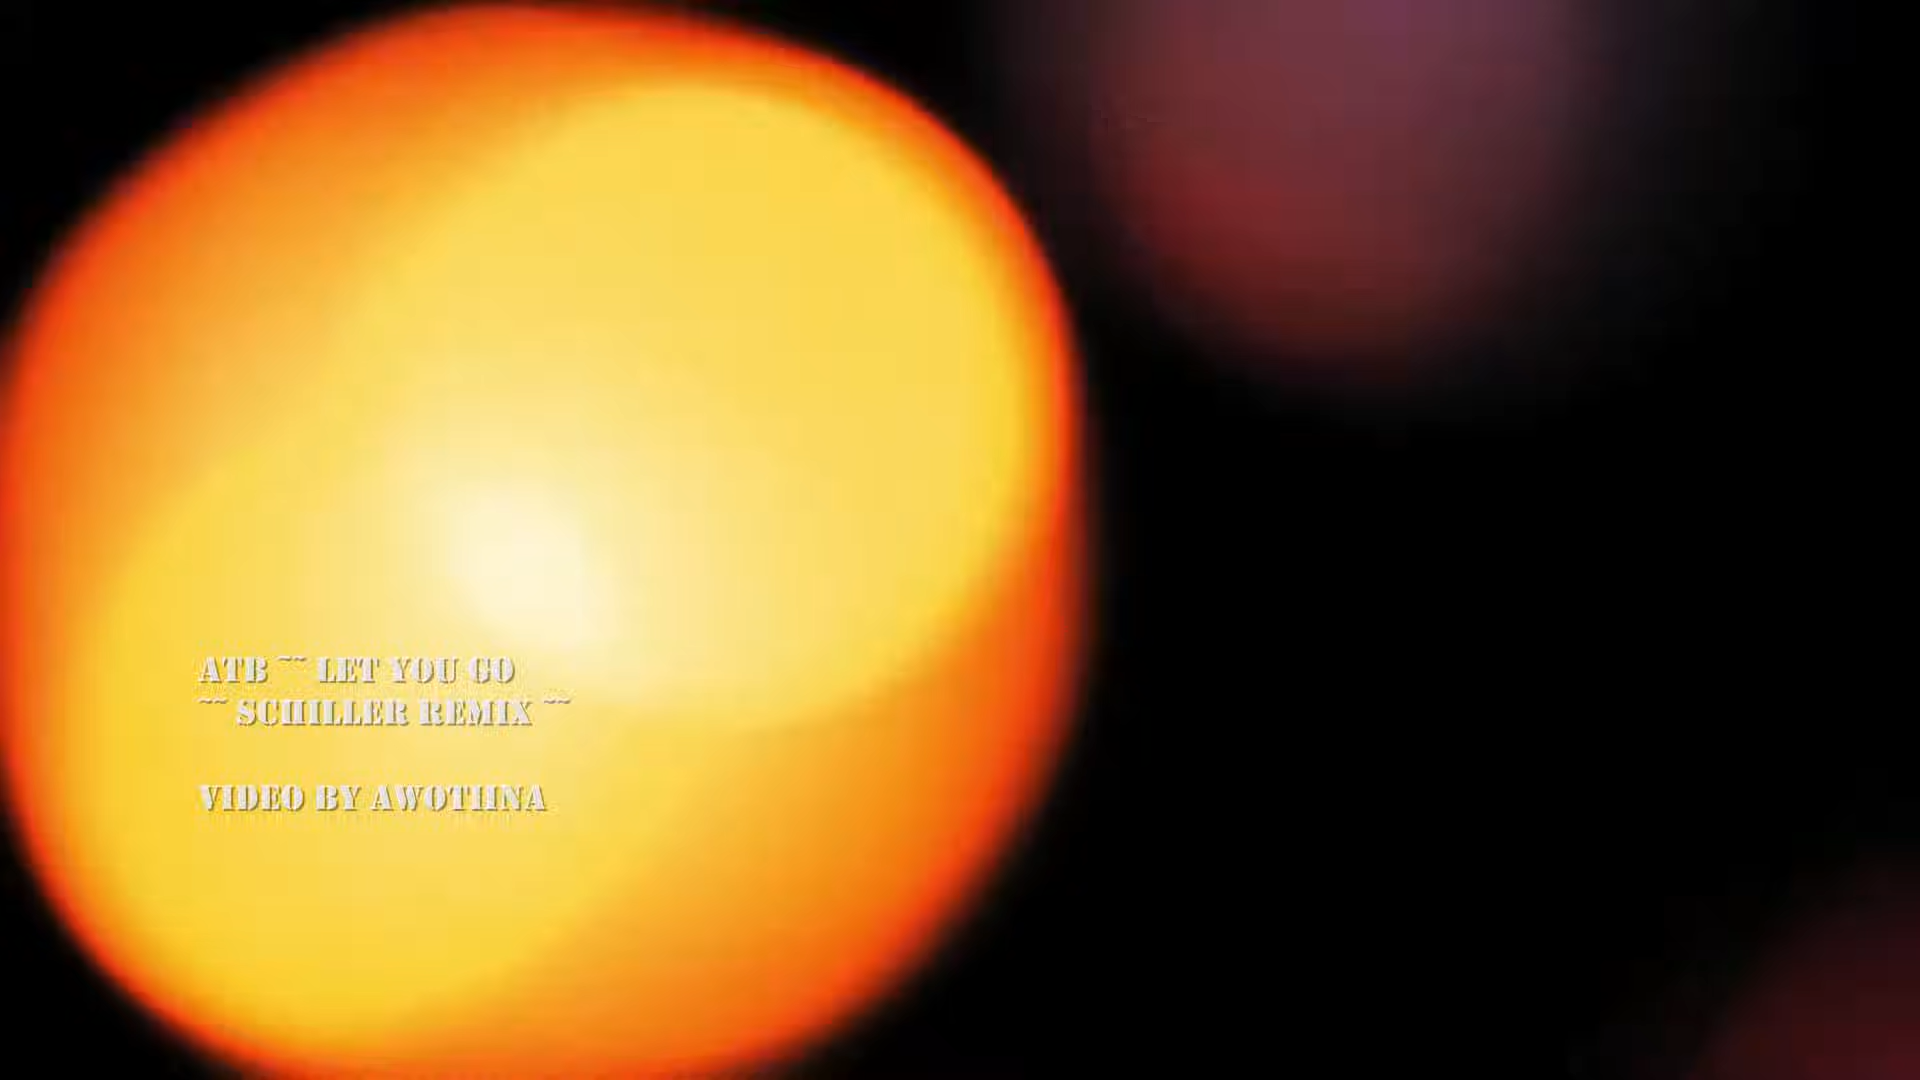 ATB ~~ LET YOU GO
~~ SCHILLER REMIX ~~
VIDEO BY AWOTHNA